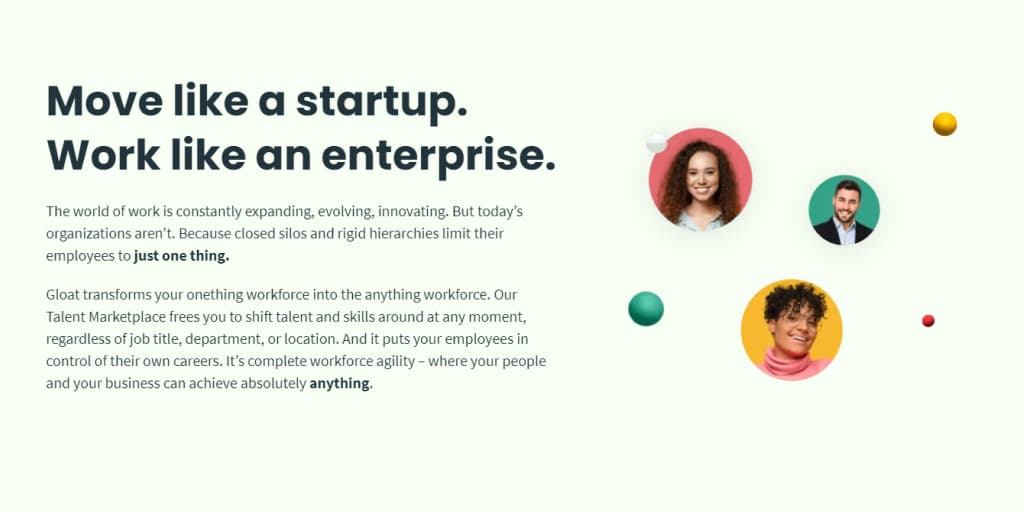 Move like a startup.
Work like an enterprise.
The world of work is constantly expanding, evolving, innovating. But today’s
organizations aren’t. Because closed silos and rigid hierarchies limit their
employees to just one thing.
Gloat transforms your onething workforce into the anything workforce. Our
Talent Marketplace frees you to shift talent and skills around at any moment,
regardless of job title, department, or location. And it puts your employees in
control of their own careers. It’s complete workforce agility – where your people
and your business can achieve absolutely anything.